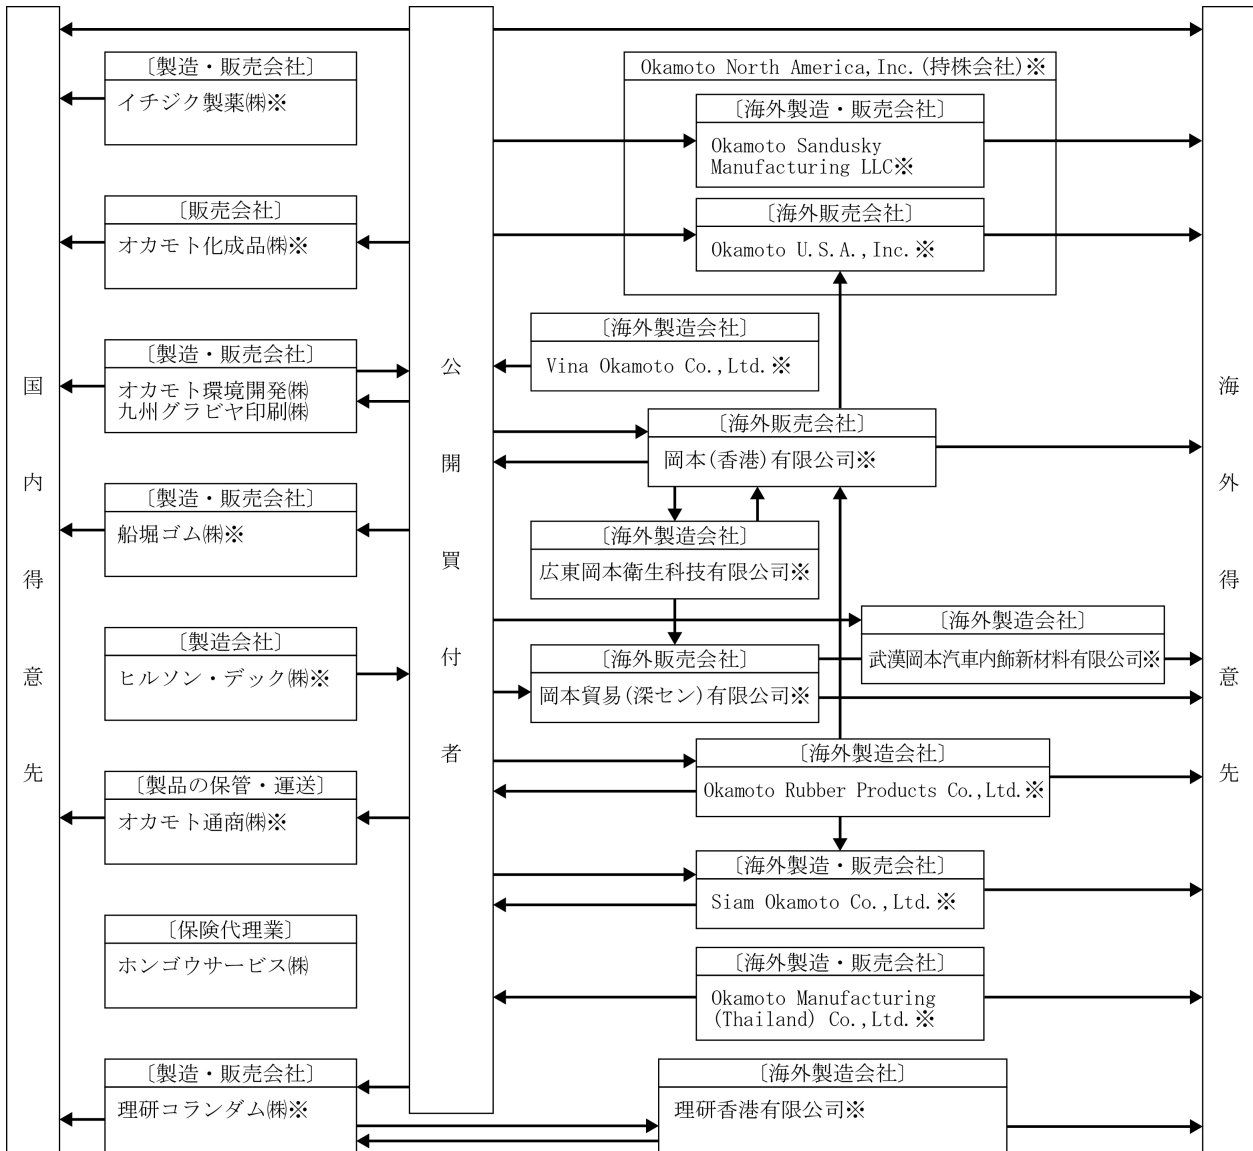 国内得意先
〔製造・販売会社〕
イチジク製薬㈱※
〔販売会社〕
オカモト化成品㈱※
〔製造・販売会社〕
オカモト環境開発㈱
九州グラビヤ印刷㈱
〔製造・販売会社〕
船堀ゴム㈱※
〔製造会社〕
ヒルソン・デック㈱※
〔製品の保管・運送〕
オカモト通商㈱※
〔保険代理業〕
ホンゴウサービス㈱
〔製造・販売会社〕
理研コランダム㈱※
公開買付者
Okamoto North America,Inc.(持株会社)※
〔海外製造・販売会社〕
Okamoto Sandusky
Manufacturing LLC※
〔海外販売会社〕
Okamoto U.S.A.,Inc.※
〔海外製造会社〕
Vina Okamoto Co.,Ltd.※
〔海外販売会社〕
岡本(香港)有限公司※
〔海外製造会社〕
広東岡本衛生科技有限公司※
〔海外製造会社〕
武漢岡本汽車内飾新材料有限公司※
〔海外販売会社〕
岡本貿易(深セン)有限公司※
〔海外製造会社〕
Okamoto Rubber Products Co.,Ltd.※
〔海外製造・販売会社〕
Siam Okamoto Co.,Ltd.※
〔海外製造・販売会社〕
Okamoto Manufacturing
(Thailand) Co.,Ltd.※
〔海外製造会社〕
理研香港有限公司※
海外得意先